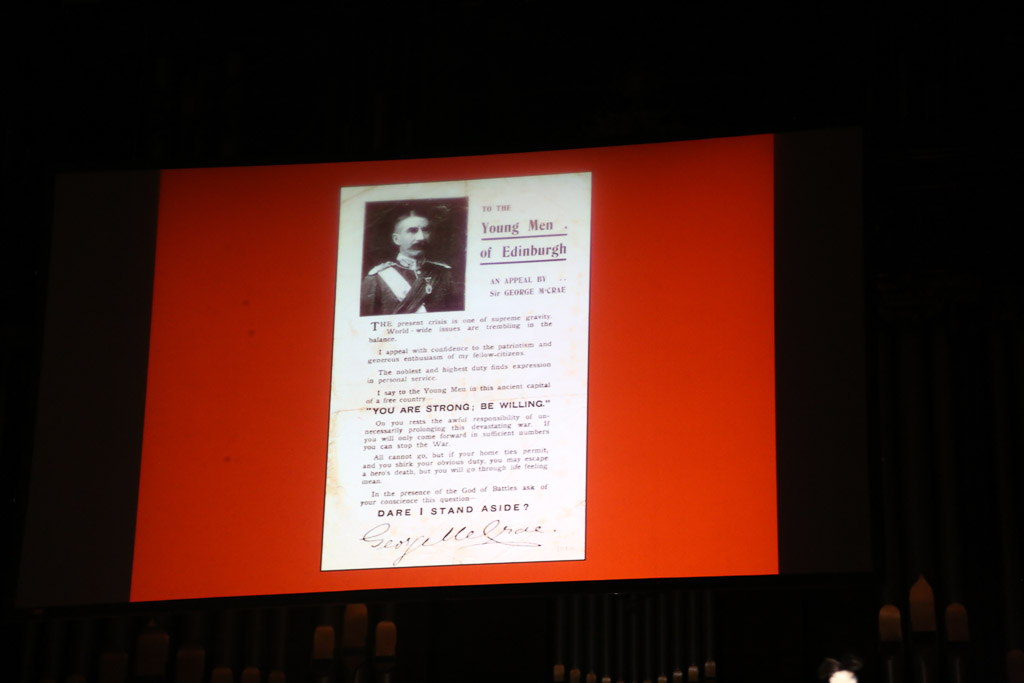 TO THE
Young Men
of Edinburgh
AN APPEAL BY
Sir GEORGE McCRAE
THE present crisis is one of supreme gravity.
World-wide issues are trembling in the
balance.
I appeal with confidence to the patriotism and
generous enthusiasm of my fellow-citizens.
The noblest and highest duty finds expression
in personal service.
I say to the Young Men in this ancient capital
of a free country
"YOU ARE STRONG; BE WILLING."
On you rests the awful responsibility of un-
necessarily prolonging this devastating war. If
you will only come forward in sufficient numbers
you can stop the War.
All cannot go, but if your home ties permit,
and you shirk your obvious duty, you may escape
a hero's death, but you will go through life feeling
mean.
In the presence of the God of Battles ask of
your conscience this question—
DARE I STAND ASIDE?
George McCrae.